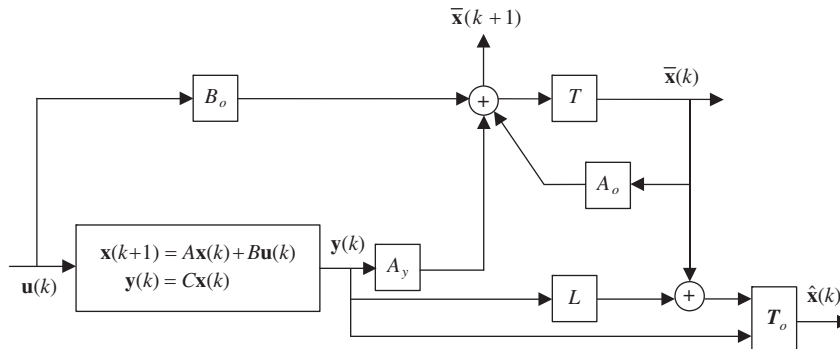 x̅(k + 1)
B_o
+
T
x̅(k)
A_o
x(k+1) = Ax(k) + Bu(k)
y(k) = Cx(k)
u(k)
y(k)
A_y
L
+
T_o
x̂(k)